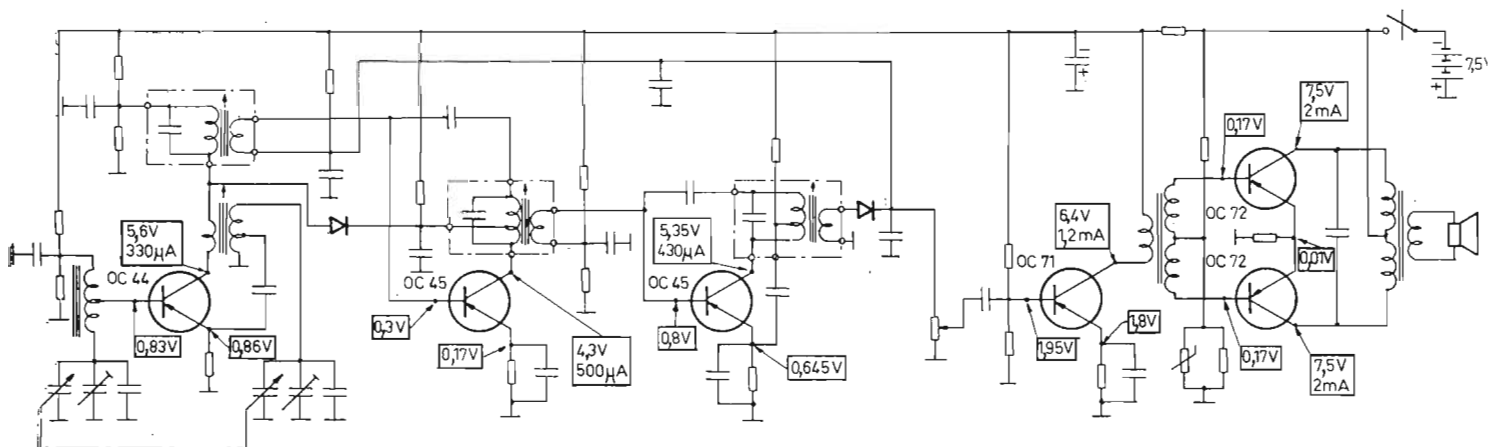 7,5V
5,6V
330µA
OC 44
0,83V
0,86V
OC 45
0,3V
0,17V
4,3V
500µA
5,35V
430µA
OC 45
0,8V
0,645V
6,4V
1,2mA
OC 71
1,95V
1,8V
0,17V
7,5V
2mA
OC 72
OC 72
0,01V
0,17V
7,5V
2mA
−
+
−
+